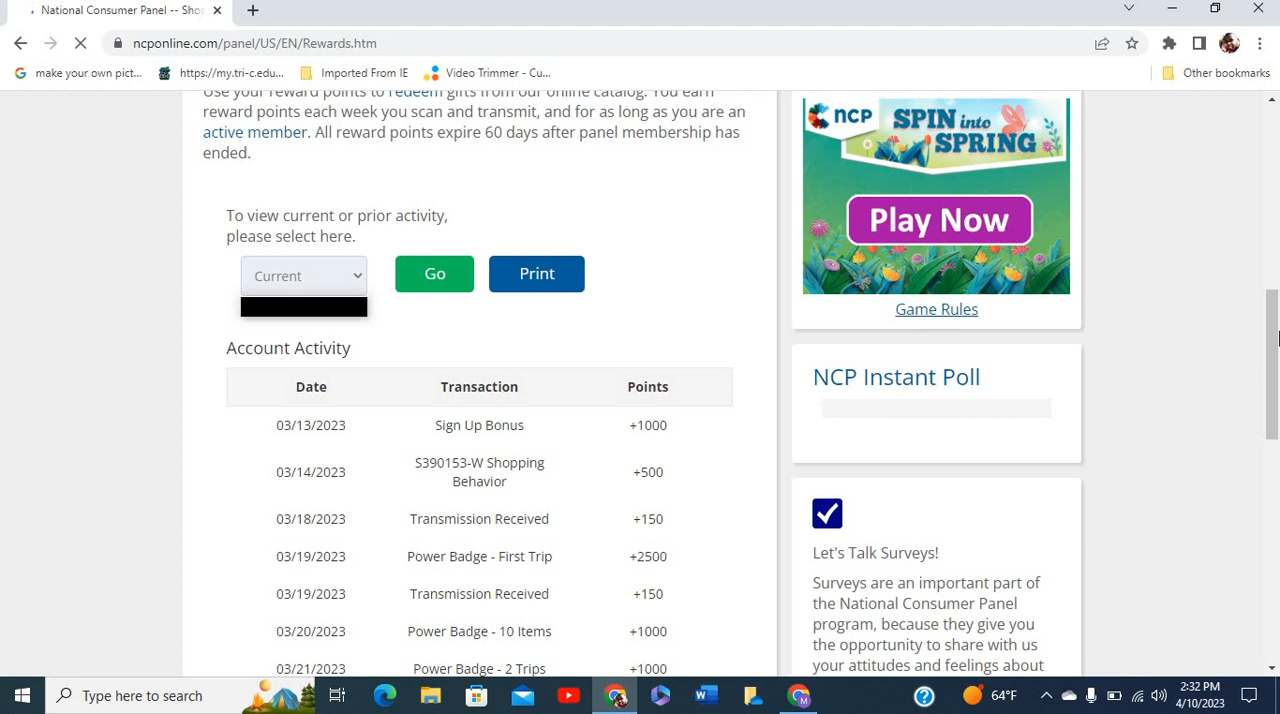 National Consumer Panel -- Sho
ncponline.com/panel/US/EN/Rewards.htm
make your own pict...
https://my.tri-c.edu...
Imported From IE
Video Trimmer - Cu...
Other bookmarks
Use your reward points to redeem gifts from our online catalog. You earn
reward points each week you scan and transmit, and for as long as you are an
active member. All reward points expire 60 days after panel membership has
ended.
To view current or prior activity,
please select here.
Current
Go
Print
Account Activity
Date Transaction Points
03/13/2023 Sign Up Bonus +1000
03/14/2023 S390153-W Shopping Behavior +500
03/18/2023 Transmission Received +150
03/19/2023 Power Badge - First Trip +2500
03/19/2023 Transmission Received +150
03/20/2023 Power Badge - 10 Items +1000
03/21/2023 Power Badge - 2 Trips +1000
ncp
SPIN into
SPRING
Play Now
Game Rules
NCP Instant Poll
Let's Talk Surveys!
Surveys are an important part of
the National Consumer Panel
program, because they give you
the opportunity to share with us
your attitudes and feelings about
Type here to search
64°F
2:32 PM
4/10/2023